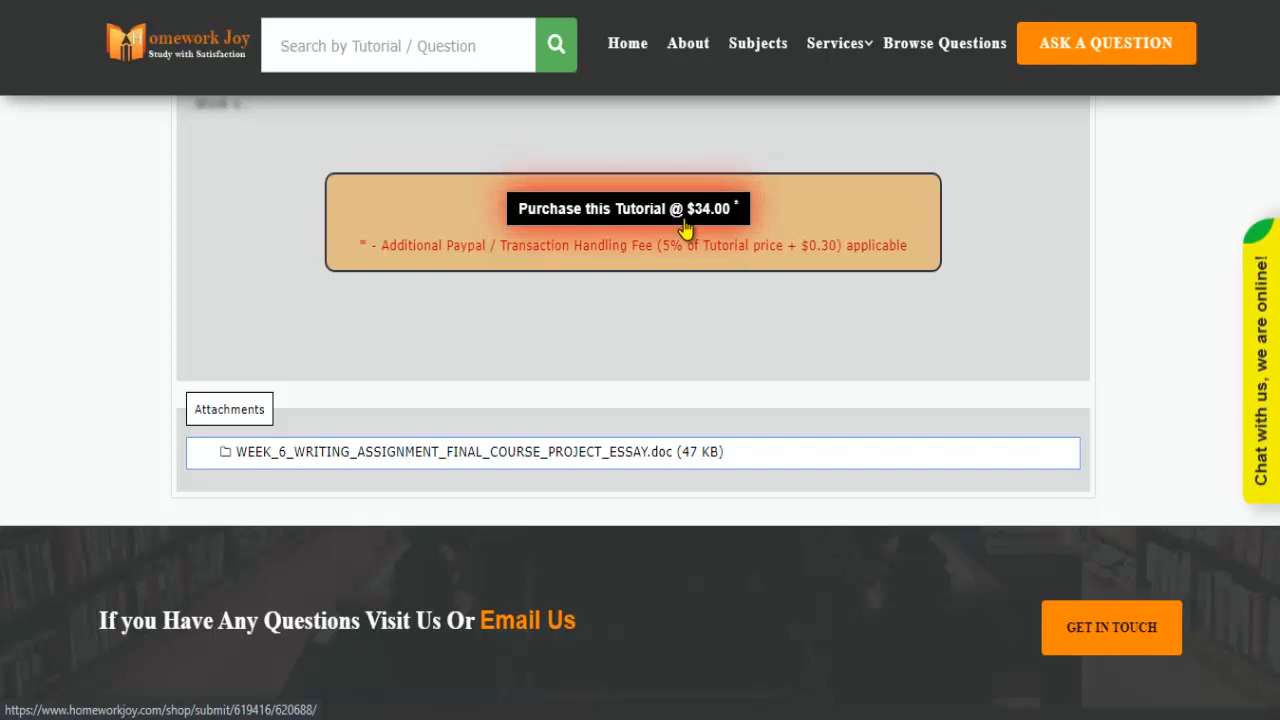 Homework Joy
Study with Satisfaction
Search by Tutorial / Question
Home
About
Subjects
Services
Browse Questions
ASK A QUESTION
Purchase this Tutorial @ $34.00 *
* - Additional Paypal / Transaction Handling Fee (5% of Tutorial price + $0.30) applicable
Chat with us, we are online!
Attachments
WEEK_6_WRITING_ASSIGNMENT_FINAL_COURSE_PROJECT_ESSAY.doc (47 KB)
If you Have Any Questions Visit Us Or Email Us
GET IN TOUCH
https://www.homeworkjoy.com/shop/submit/619416/620688/